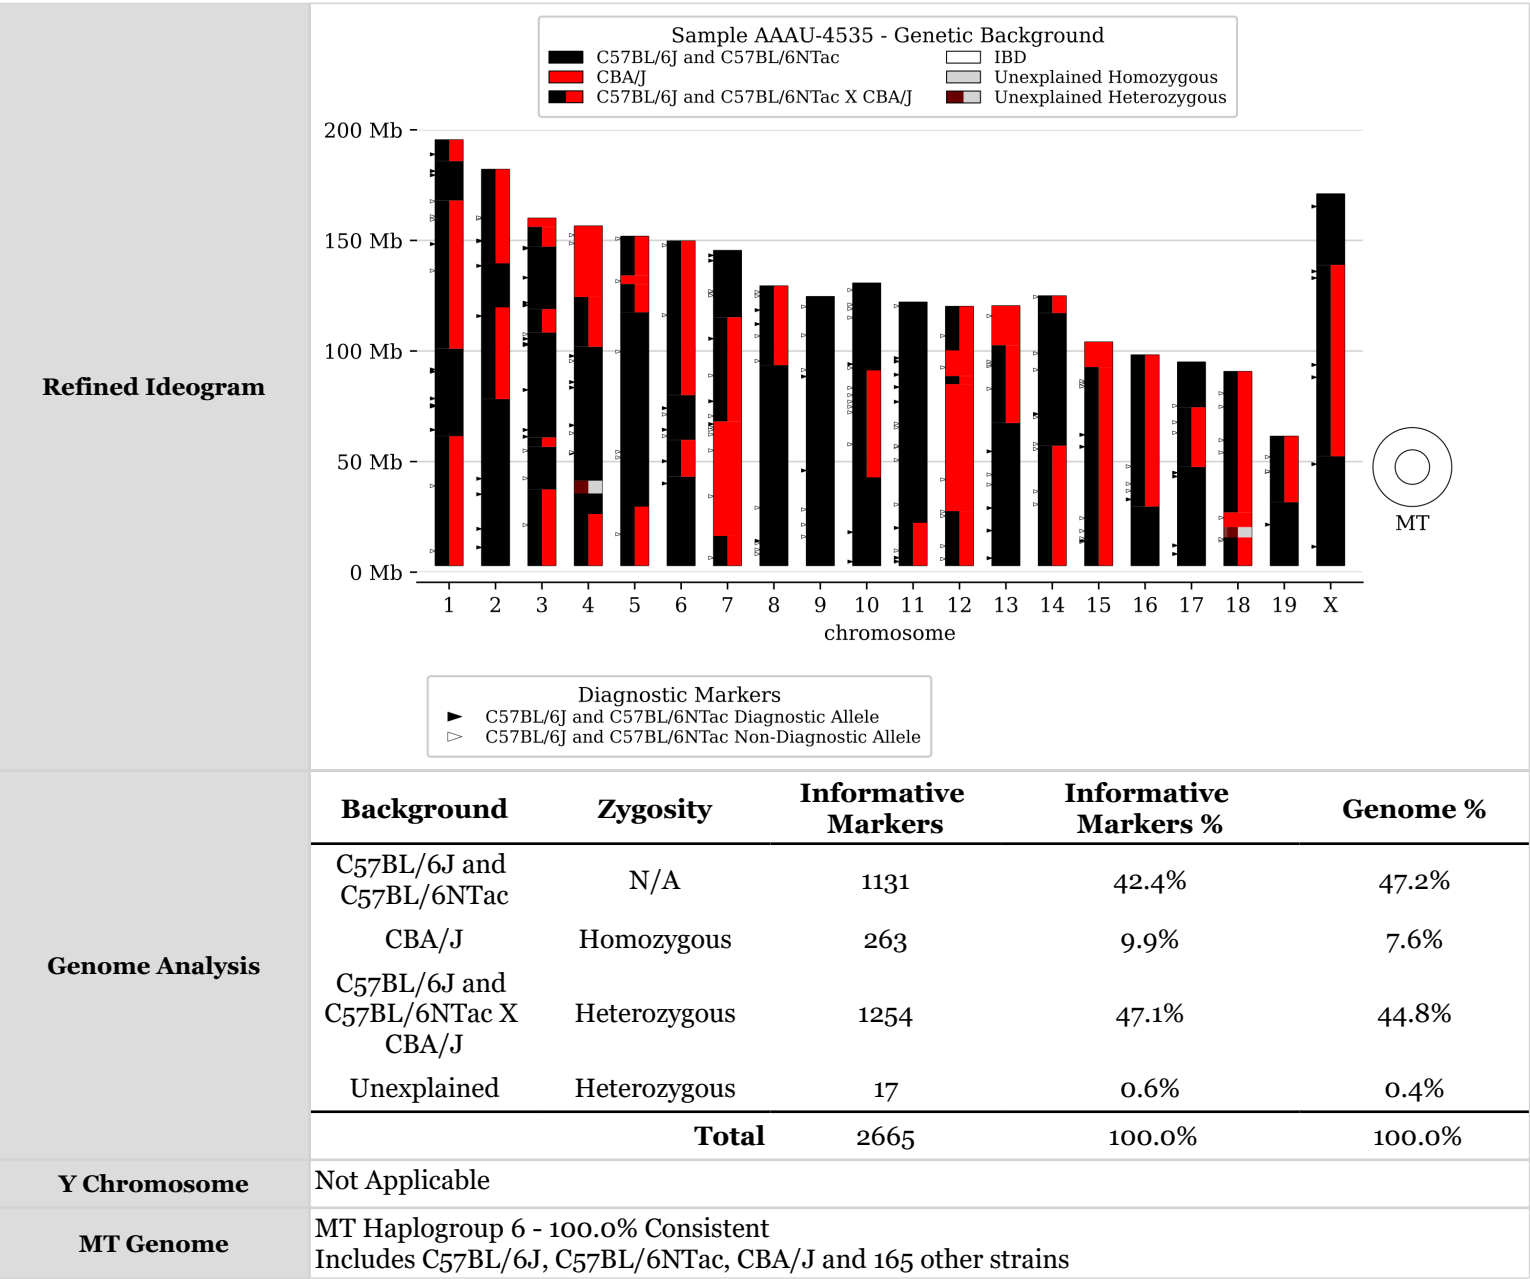 Refined Ideogram
Sample AAAU-4535 - Genetic Background
C57BL/6J and C57BL/6NTac
CBA/J
C57BL/6J and C57BL/6NTac X CBA/J
IBD
Unexplained Homozygous
Unexplained Heterozygous
200 Mb
150 Mb
100 Mb
50 Mb
0 Mb
1 2 3 4 5 6 7 8 9 10 11 12 13 14 15 16 17 18 19 X
chromosome
MT
Diagnostic Markers
C57BL/6J and C57BL/6NTac Diagnostic Allele
C57BL/6J and C57BL/6NTac Non-Diagnostic Allele
Genome Analysis
Background Zygosity Informative Markers Informative Markers % Genome %
C57BL/6J and C57BL/6NTac N/A 1131 42.4% 47.2%
CBA/J Homozygous 263 9.9% 7.6%
C57BL/6J and C57BL/6NTac X CBA/J Heterozygous 1254 47.1% 44.8%
Unexplained Heterozygous 17 0.6% 0.4%
Total 2665 100.0% 100.0%
Y Chromosome
Not Applicable
MT Genome
MT Haplogroup 6 - 100.0% Consistent
Includes C57BL/6J, C57BL/6NTac, CBA/J and 165 other strains